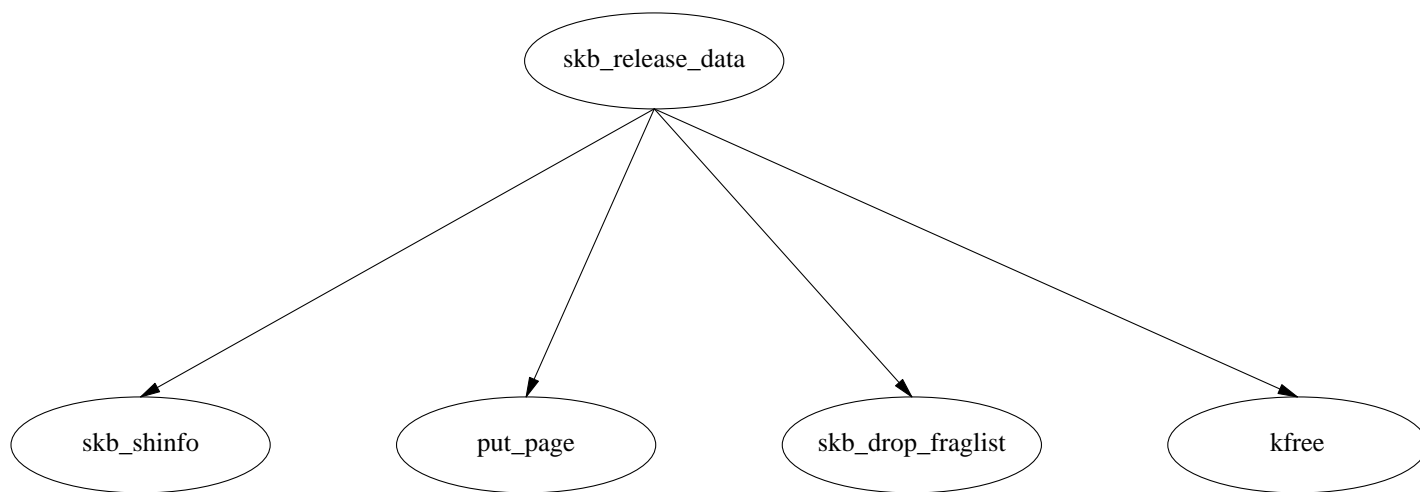 skb_release_data
skb_shinfo
put_page
skb_drop_fraglist
kfree